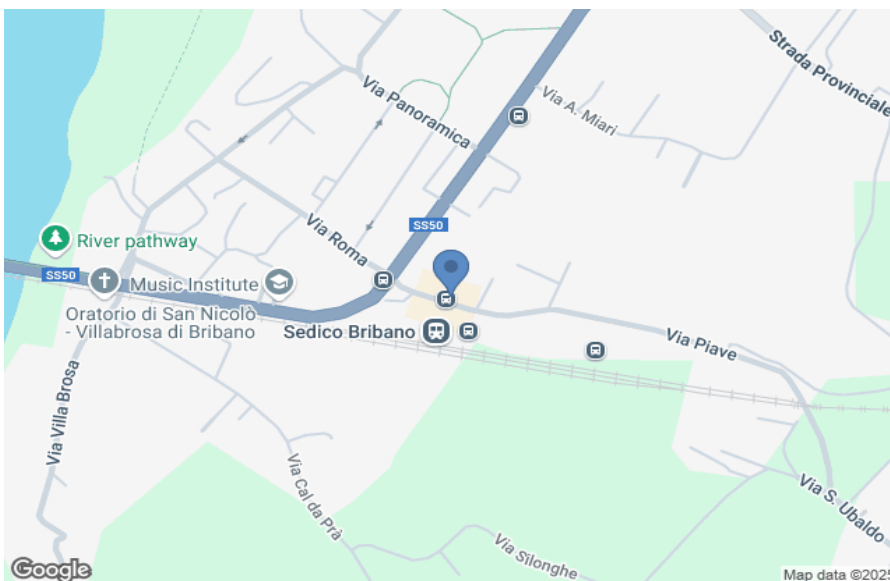 Strada Provinciale
Via Panoramica
Via A. Miari
SS50
Via Roma
River pathway
SS50
Music Institute
Oratorio di San Nicolò
- Villabrosa di Bribano
Sedico Bribano
Via Piave
Via Villa Brosa
Via Cal da Prà
Via S. Ubaldo
Via Silonghe
Google
Map data ©2025